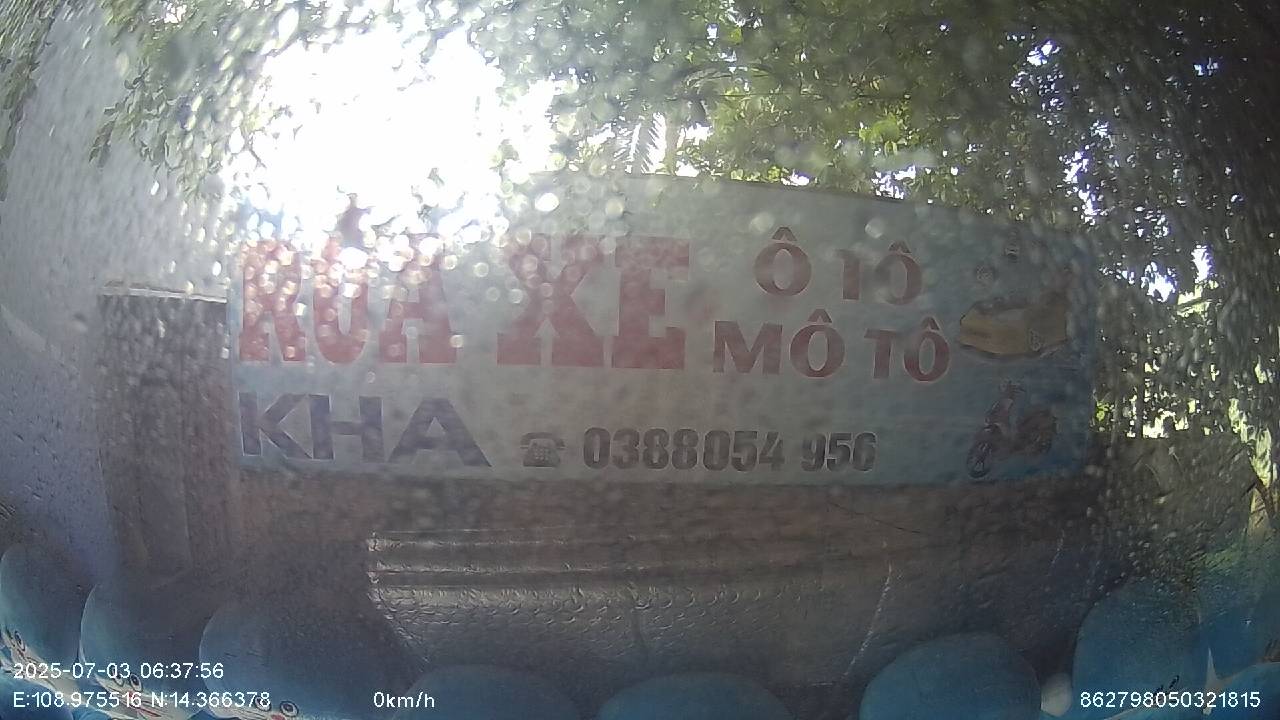 RỬA XE
Ô TÔ
MÔ TÔ
KHA
☎ 0388054 956
2025-07-03 06:37:56
E:108.975516 N:14.366378
0km/h
862798050321815